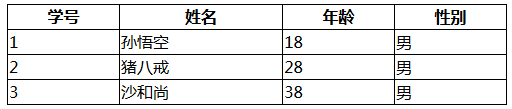 学号 姓名 年龄 性别
1 孙悟空 18 男
2 猪八戒 28 男
3 沙和尚 38 男